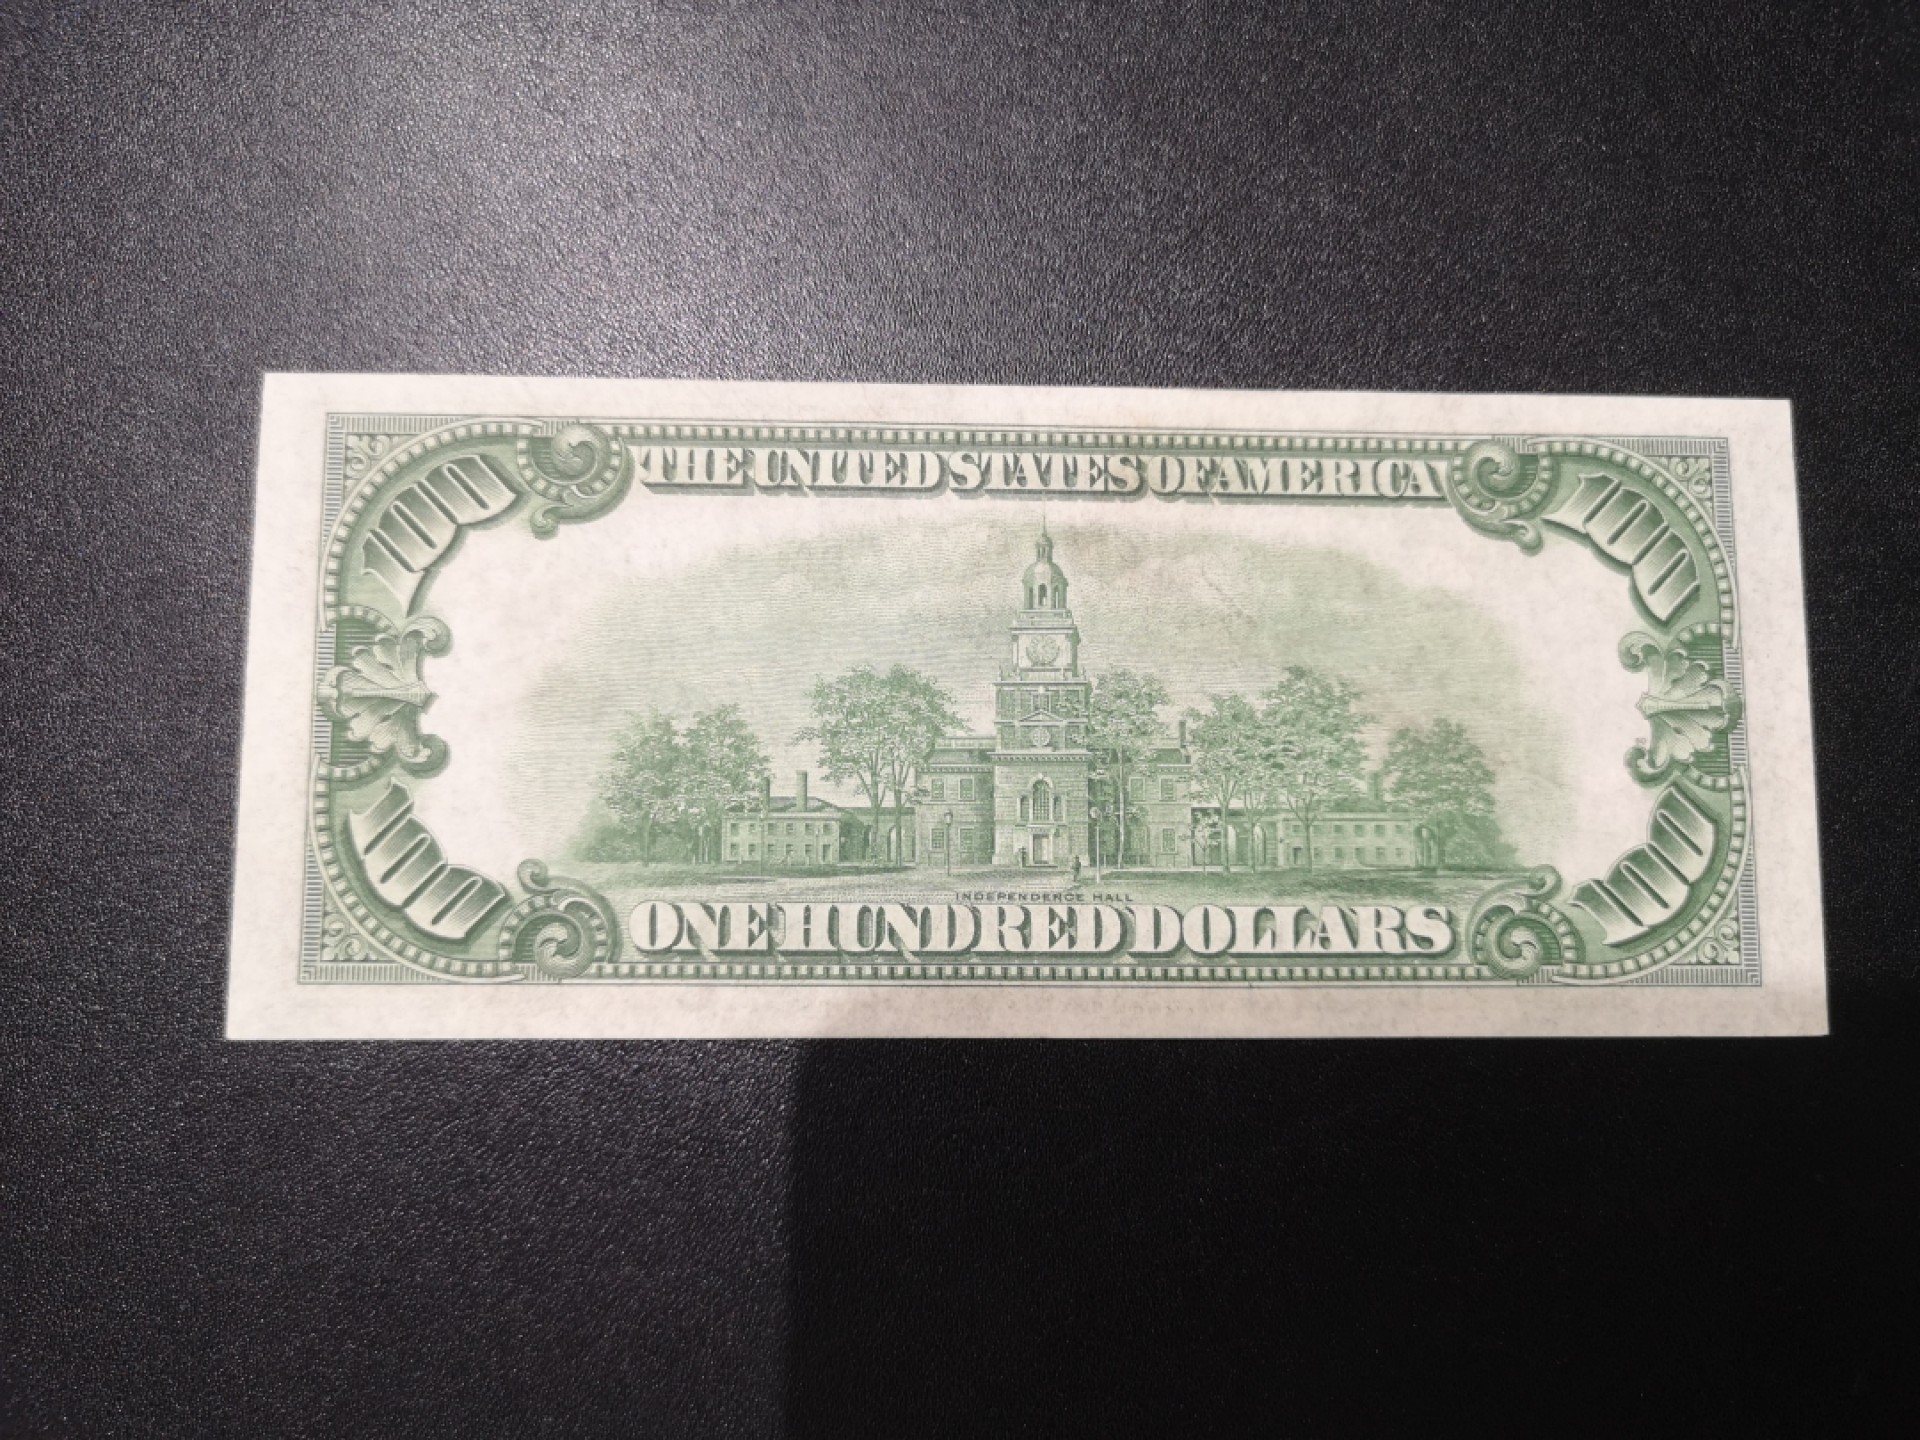 THE UNITED STATES OF AMERICA
100
100
100
100
INDEPENDENCE HALL
ONE HUNDRED DOLLARS